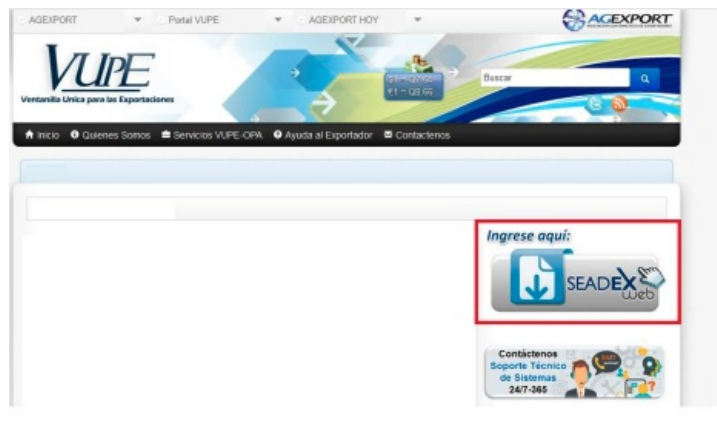 AGEXPORT
Portal VUPE
AGEXPORT HOY
AGEXPORT
VUPE
Ventanilla Unica para las Exportaciones
Buscar
Inicio
Quienes Somos
Servicios VUPE-OPA
Ayuda al Exportador
Contactenos
Ingrese aquí:
SEADEX
web
Contáctenos
Soporte Técnico
de Sistemas
24/7-365